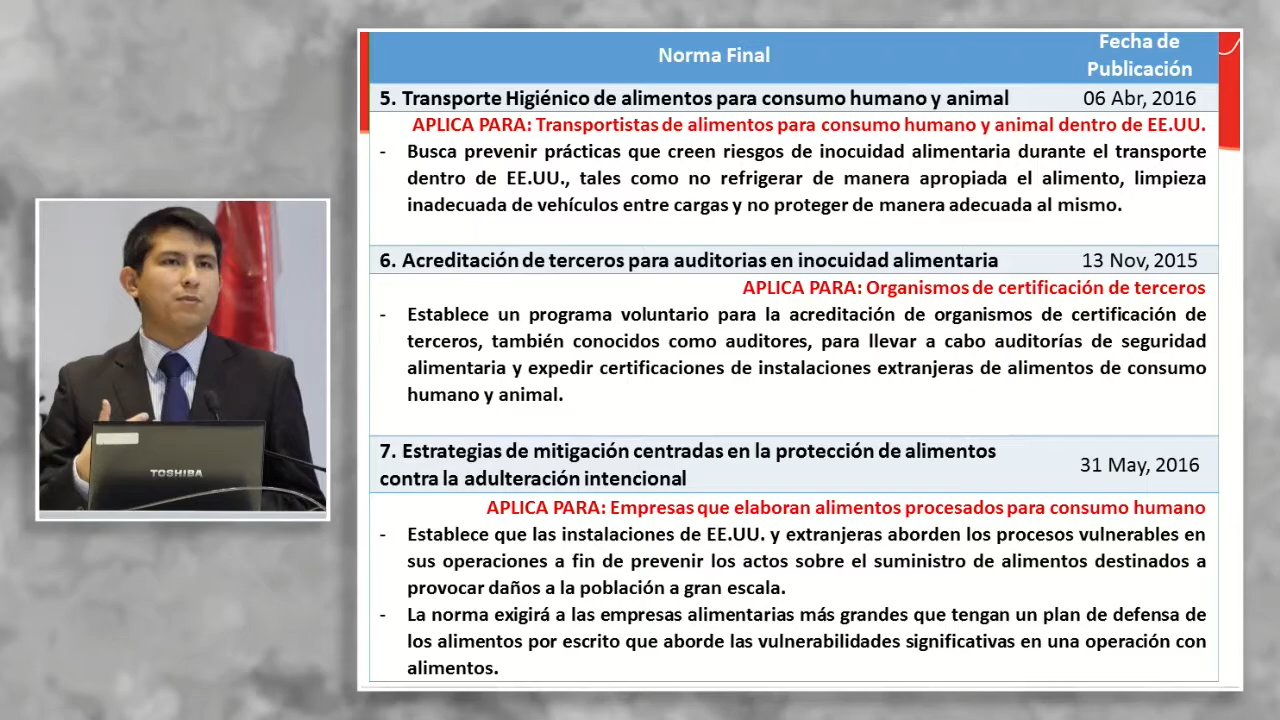 Norma Final
Fecha de
Publicación
5. Transporte Higiénico de alimentos para consumo humano y animal
06 Abr, 2016
APLICA PARA: Transportistas de alimentos para consumo humano y animal dentro de EE.UU.
- Busca prevenir prácticas que creen riesgos de inocuidad alimentaria durante el transporte
dentro de EE.UU., tales como no refrigerar de manera apropiada el alimento, limpieza
inadecuada de vehículos entre cargas y no proteger de manera adecuada al mismo.
6. Acreditación de terceros para auditorias en inocuidad alimentaria
13 Nov, 2015
APLICA PARA: Organismos de certificación de terceros
- Establece un programa voluntario para la acreditación de organismos de certificación de
terceros, también conocidos como auditores, para llevar a cabo auditorías de seguridad
alimentaria y expedir certificaciones de instalaciones extranjeras de alimentos de consumo
humano y animal.
7. Estrategias de mitigación centradas en la protección de alimentos
contra la adulteración intencional
31 May, 2016
APLICA PARA: Empresas que elaboran alimentos procesados para consumo humano
- Establece que las instalaciones de EE.UU. y extranjeras aborden los procesos vulnerables en
sus operaciones a fin de prevenir los actos sobre el suministro de alimentos destinados a
provocar daños a la población a gran escala.
- La norma exigirá a las empresas alimentarias más grandes que tengan un plan de defensa de
los alimentos por escrito que aborde las vulnerabilidades significativas en una operación con
alimentos.
TOSHIBA